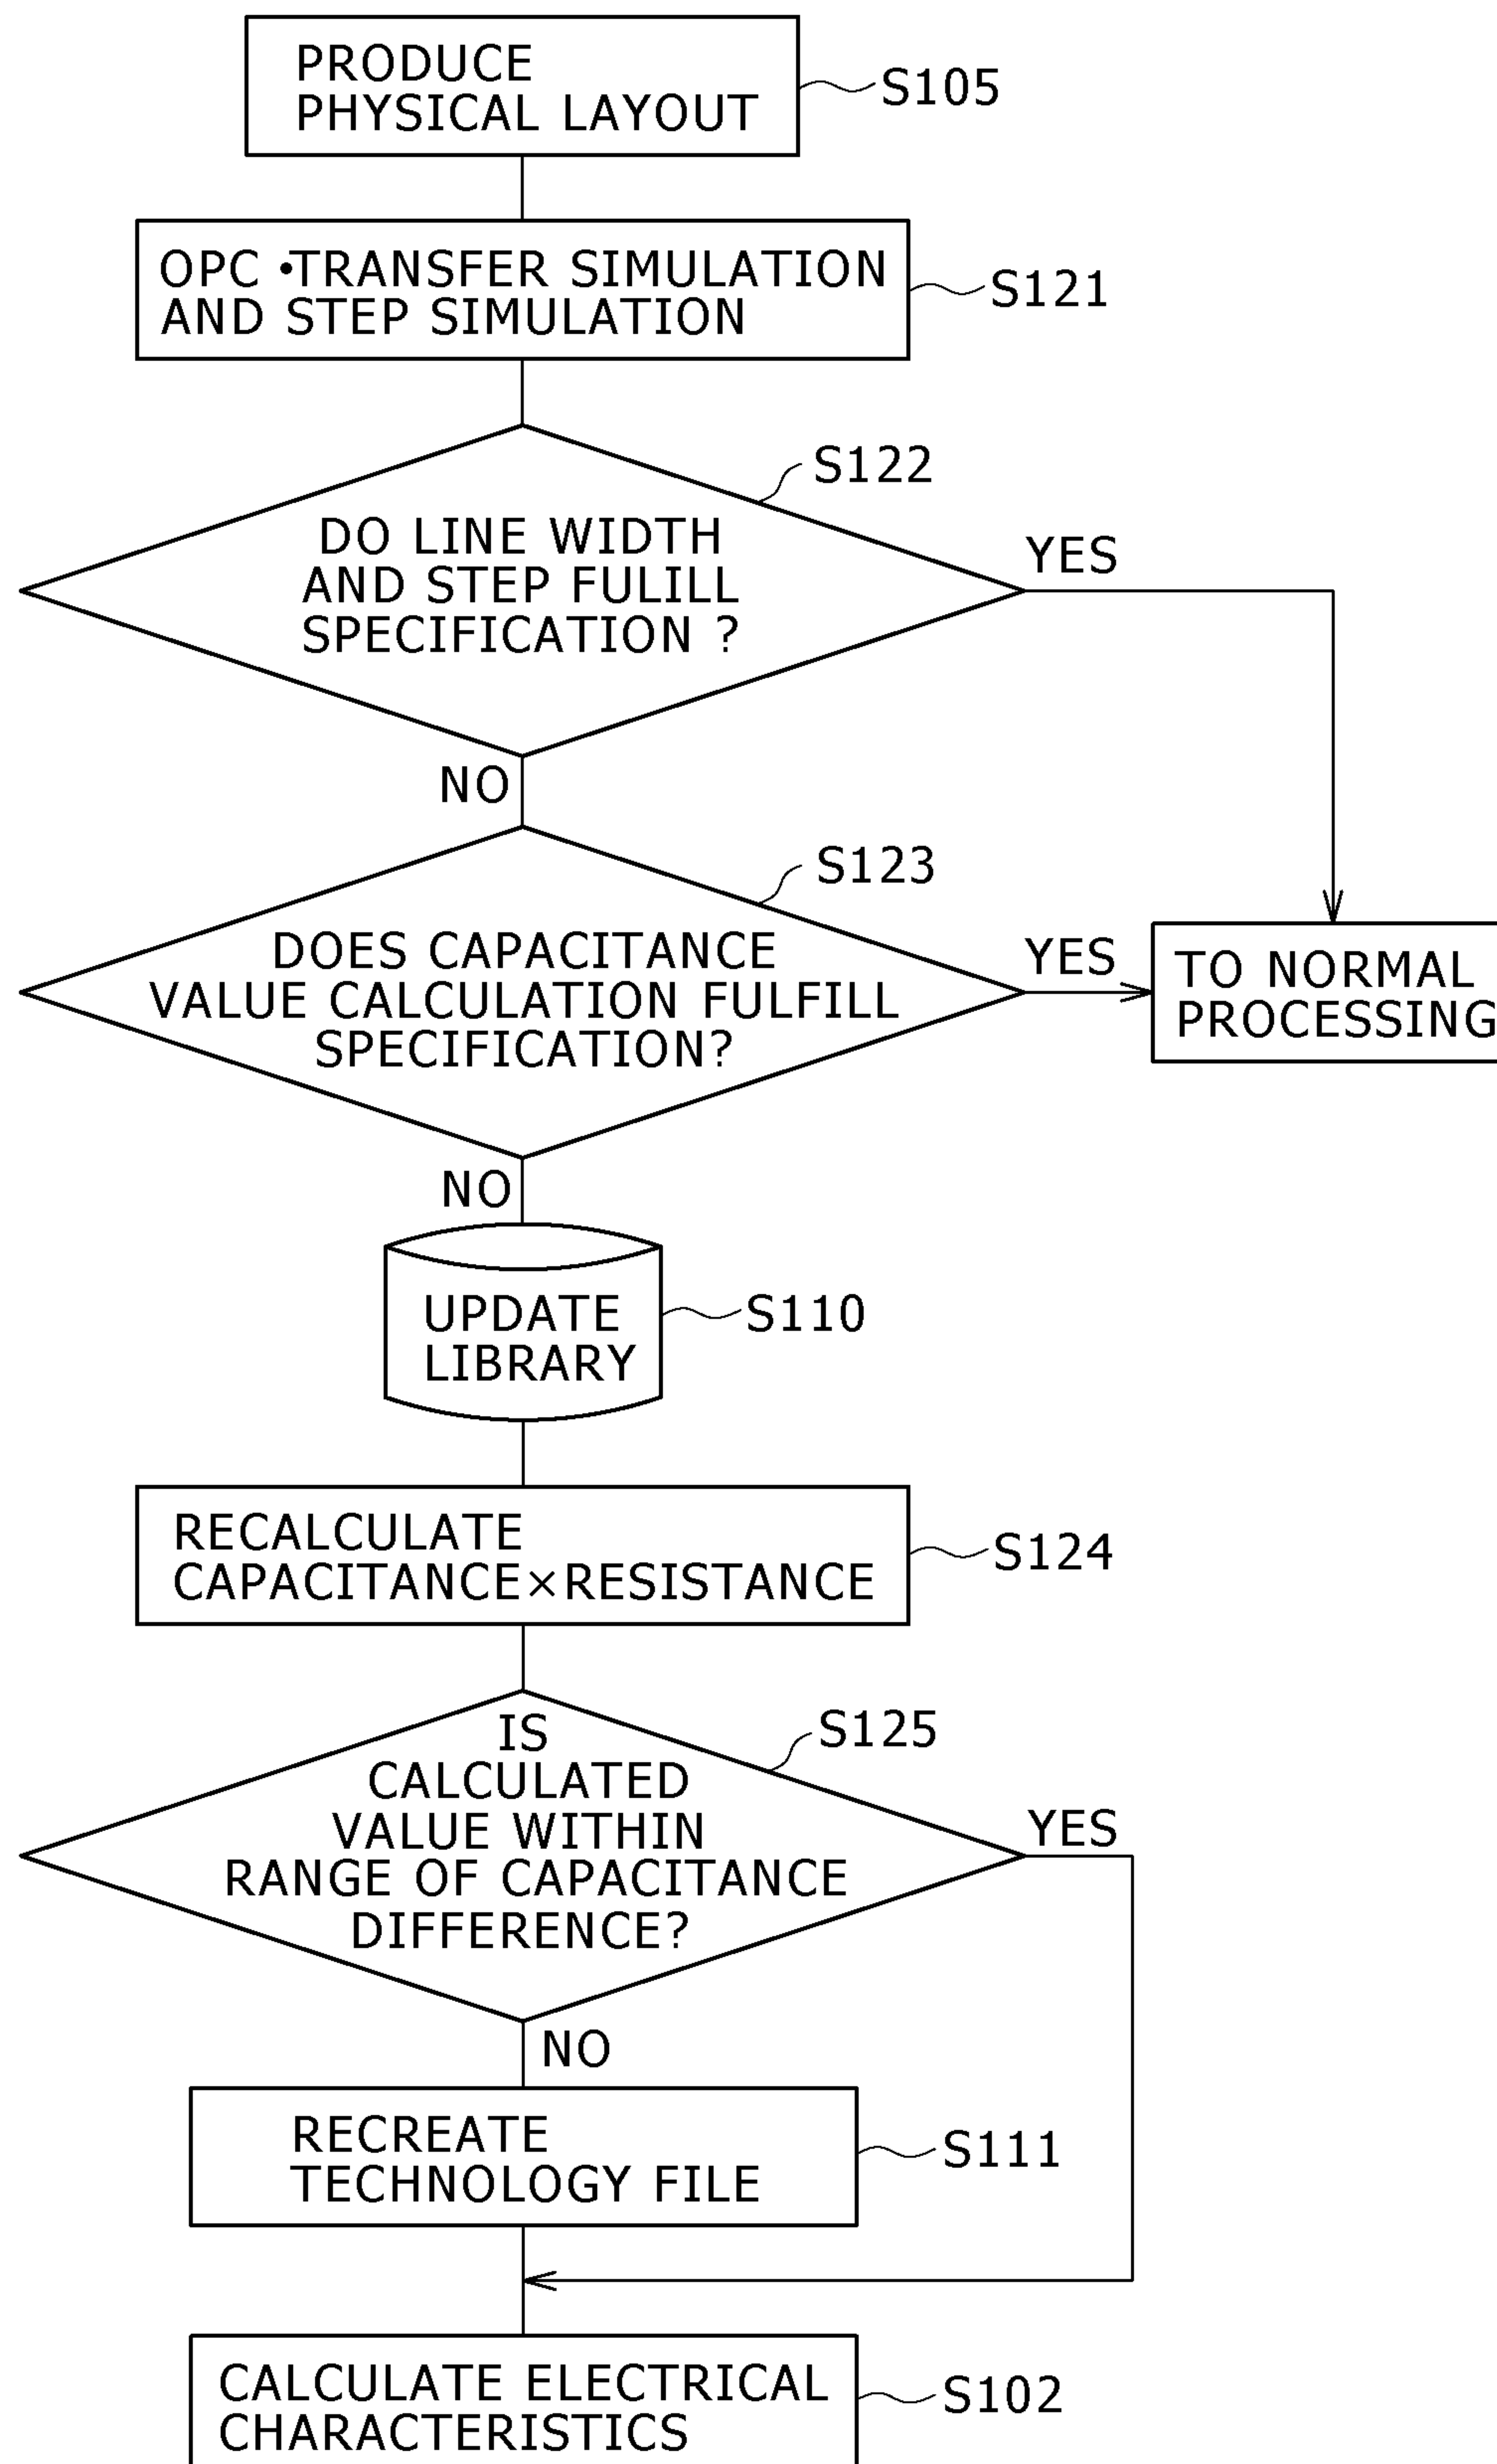 PRODUCE
PHYSICAL LAYOUT
S105
OPC •TRANSFER SIMULATION
AND STEP SIMULATION
S121
S122
DO LINE WIDTH
AND STEP FULILL
SPECIFICATION ?
YES
NO
S123
DOES CAPACITANCE
VALUE CALCULATION FULFILL
SPECIFICATION?
YES
TO NORMAL
PROCESSING
NO
UPDATE
LIBRARY
S110
RECALCULATE
CAPACITANCE×RESISTANCE
S124
S125
IS
CALCULATED
VALUE WITHIN
RANGE OF CAPACITANCE
DIFFERENCE?
YES
NO
RECREATE
TECHNOLOGY FILE
S111
CALCULATE ELECTRICAL
CHARACTERISTICS
S102